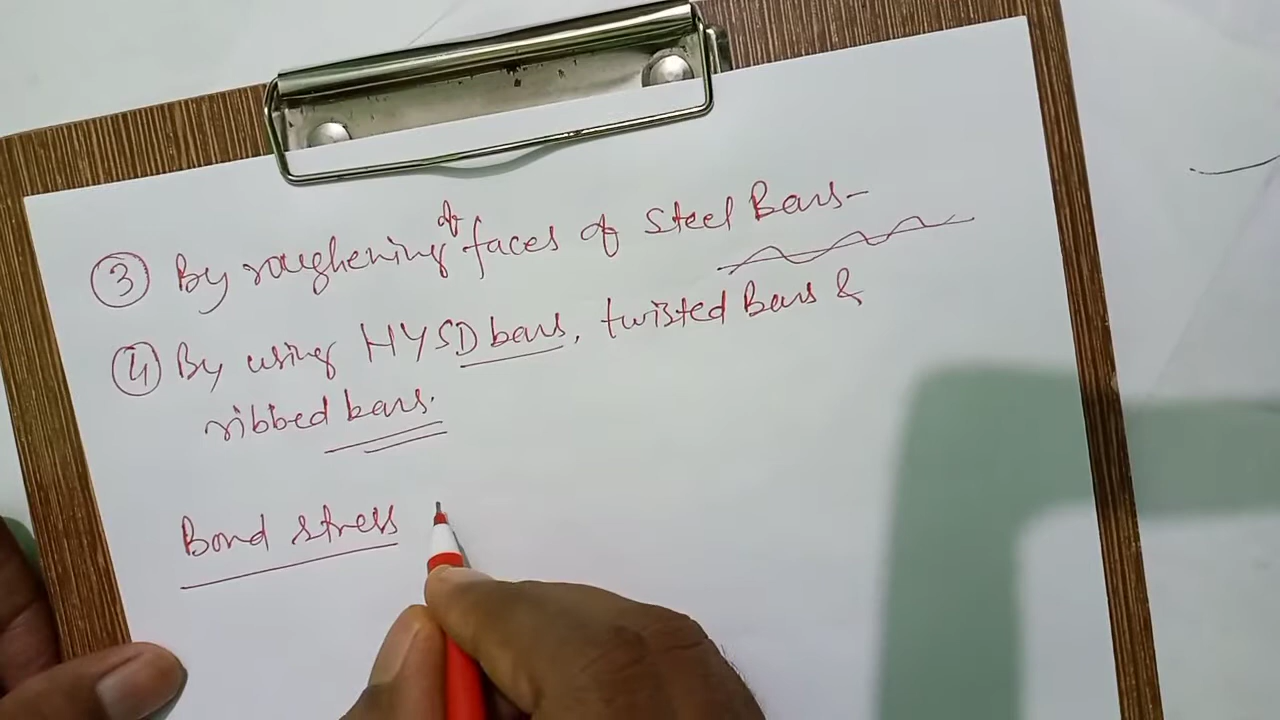 ③ By roughening of faces of Steel Bars-
④ By using HYSD bars, twisted Bars &
ribbed bars.
Bond stress